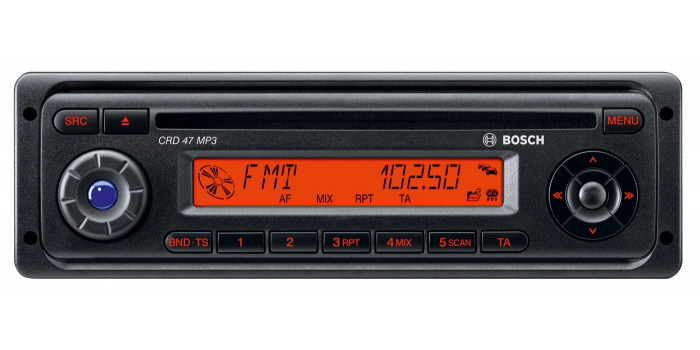 SRC MENU
CRD 47 MP3 BOSCH
FM1 102.50
AF MIX RPT TA
BND·TS 1 2 3 RPT 4 MIX 5 SCAN TA